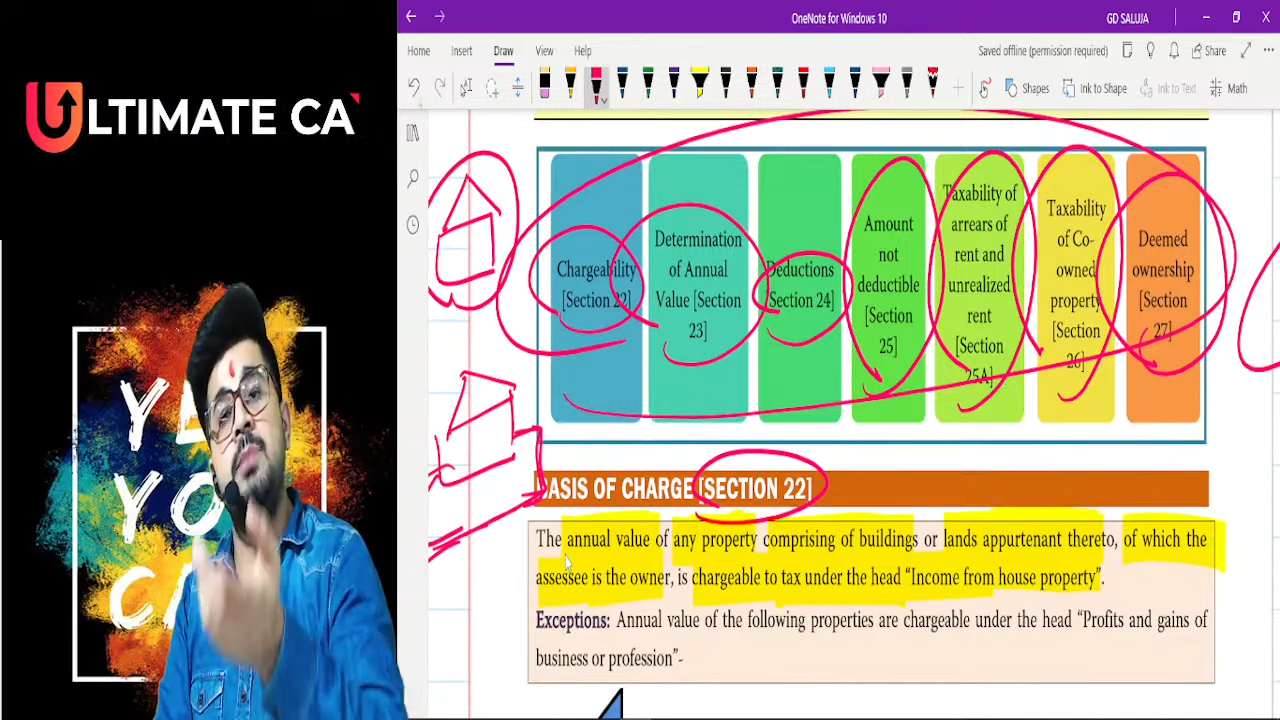 ULTIMATE CA
YE
YO
CA
OneNote for Windows 10
GD SALUJA
Home
Insert
Draw
View
Help
Saved offline (permission required)
Share
Shapes
Ink to Shape
Ink to Text
Math
Chargeability
[Section 22]
Determination
of Annual
Value [Section
23]
Deductions
[Section 24]
Amount
not
deductible
[Section
25]
Taxability of
arrears of
rent and
unrealized
rent
[Section
25A]
Taxability
of Co-
owned
property
[Section
26]
Deemed
ownership
[Section
27]
BASIS OF CHARGE [SECTION 22]
The annual value of any property comprising of buildings or lands appurtenant thereto, of which the
assessee is the owner, is chargeable to tax under the head “Income from house property”.
Exceptions: Annual value of the following properties are chargeable under the head “Profits and gains of
business or profession”-